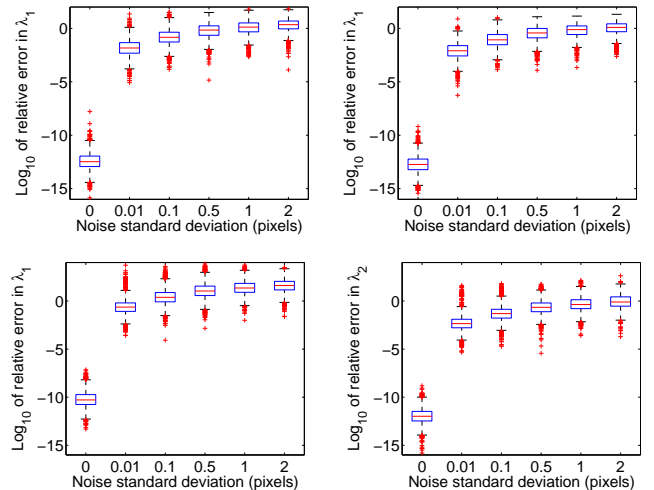 Log10 of relative error in λ1
0
−5
−10
−15
0 0.01 0.1 0.5 1 2
Noise standard deviation (pixels)
Log10 of relative error in λ1
0
−5
−10
−15
0 0.01 0.1 0.5 1 2
Noise standard deviation (pixels)
Log10 of relative error in λ1
0
−5
−10
−15
0 0.01 0.1 0.5 1 2
Noise standard deviation (pixels)
Log10 of relative error in λ2
0
−5
−10
−15
0 0.01 0.1 0.5 1 2
Noise standard deviation (pixels)